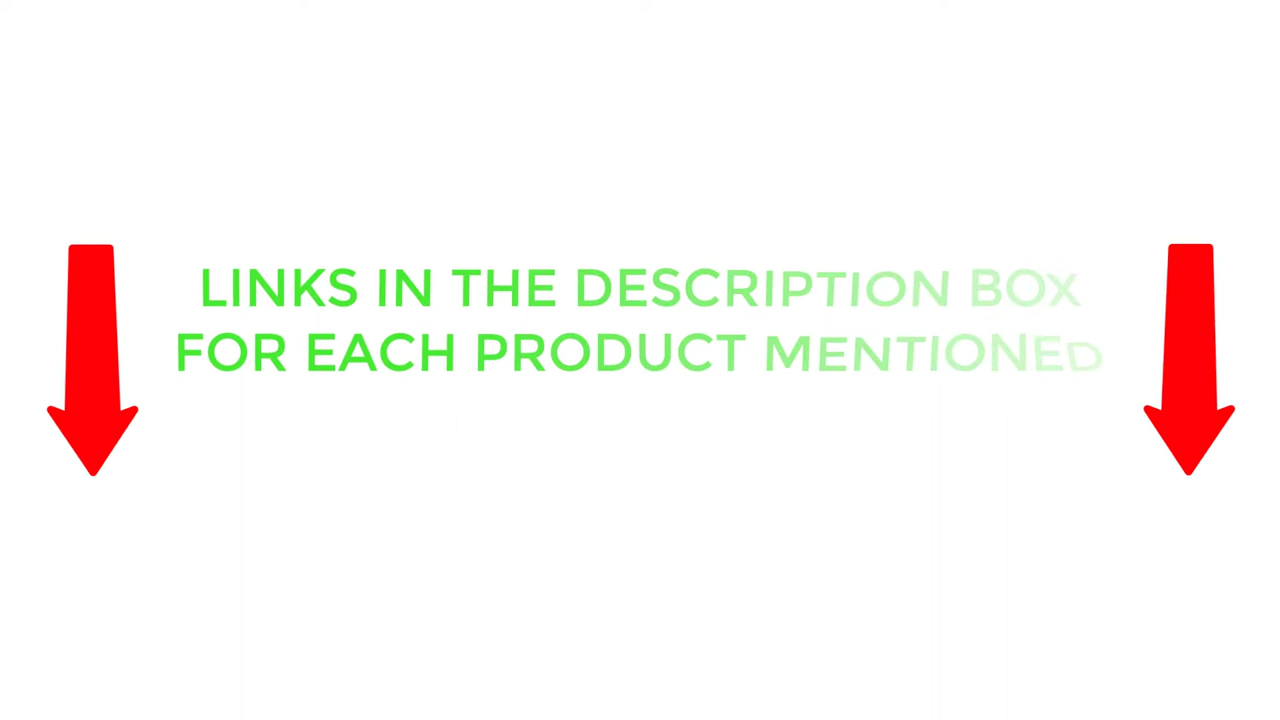 LINKS IN THE DESCRIPTION BOX
FOR EACH PRODUCT MENTIONED